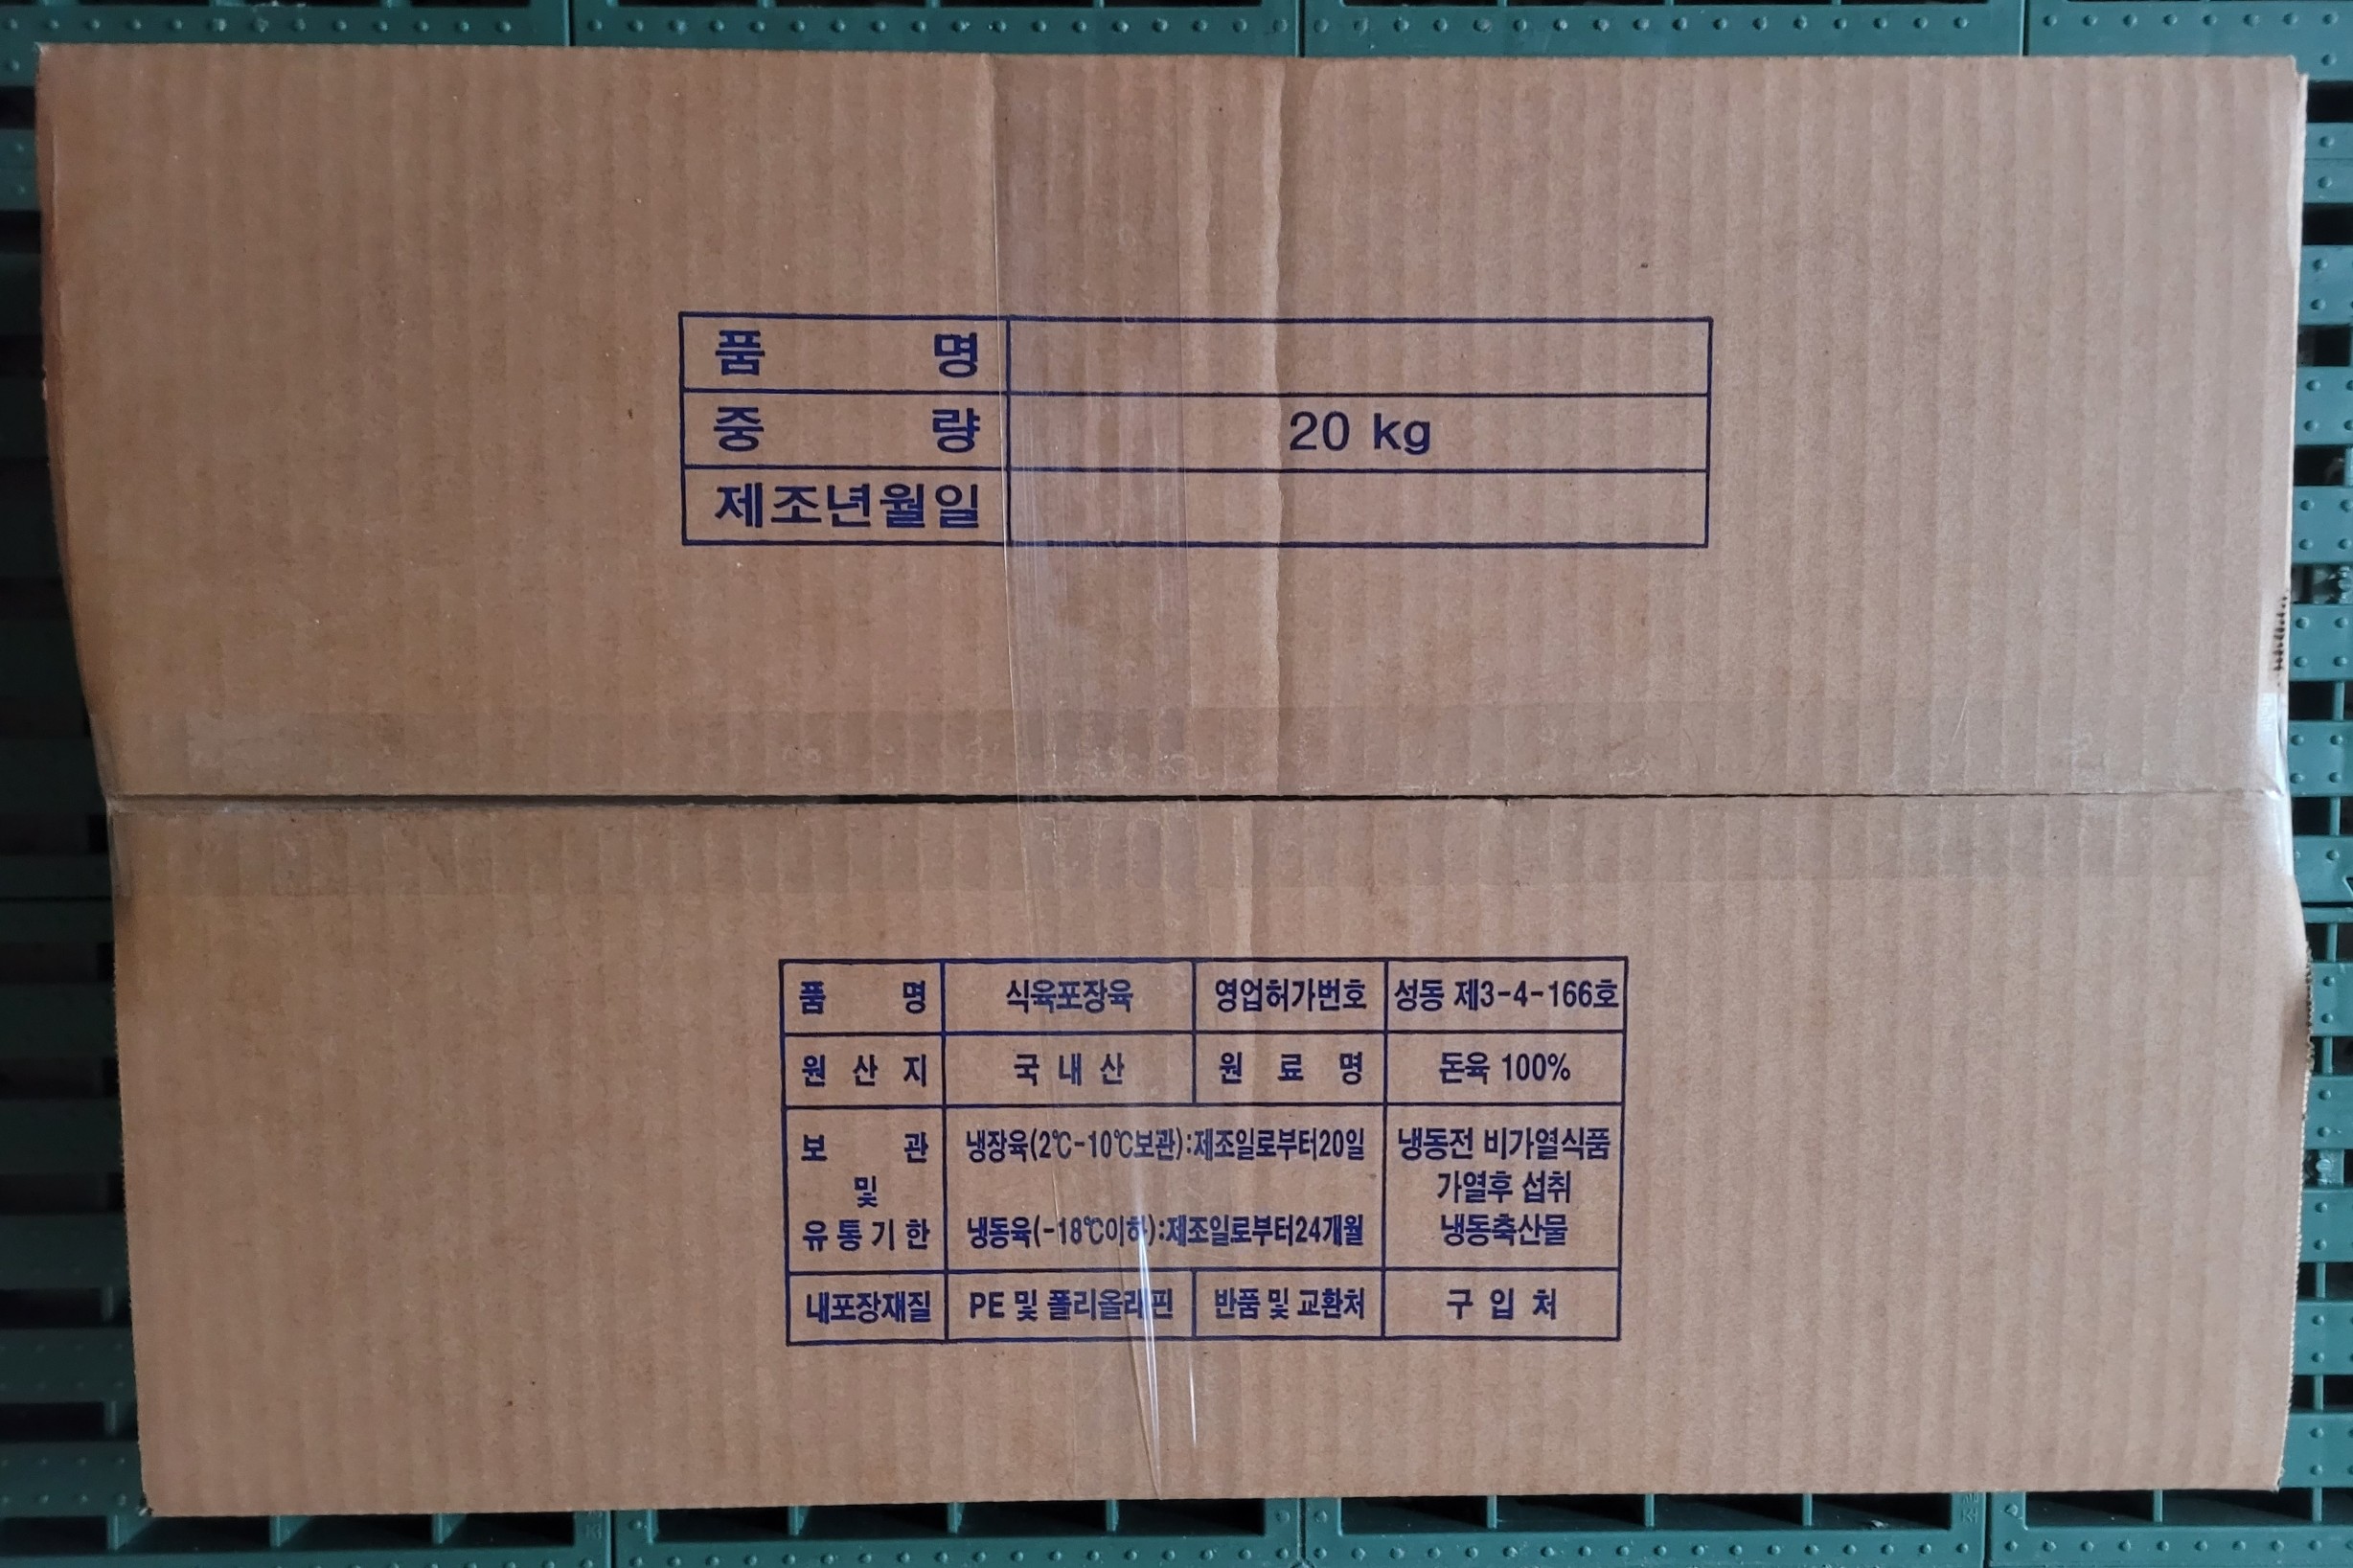 품 명
중 량 20 kg
제조년월일
품 명 식육포장육 영업허가번호 성동 제3-4-166호
원 산 지 국 내 산 원 료 명 돈육 100%
보 관 냉장육(2℃-10℃보관):제조일로부터20일 냉동전 비가열식품
및 가열후 섭취
유통기한 냉동육(-18℃이하):제조일로부터24개월 냉동축산물
내포장재질 PE 및 폴리올래핀 반품 및 교환처 구 입 처